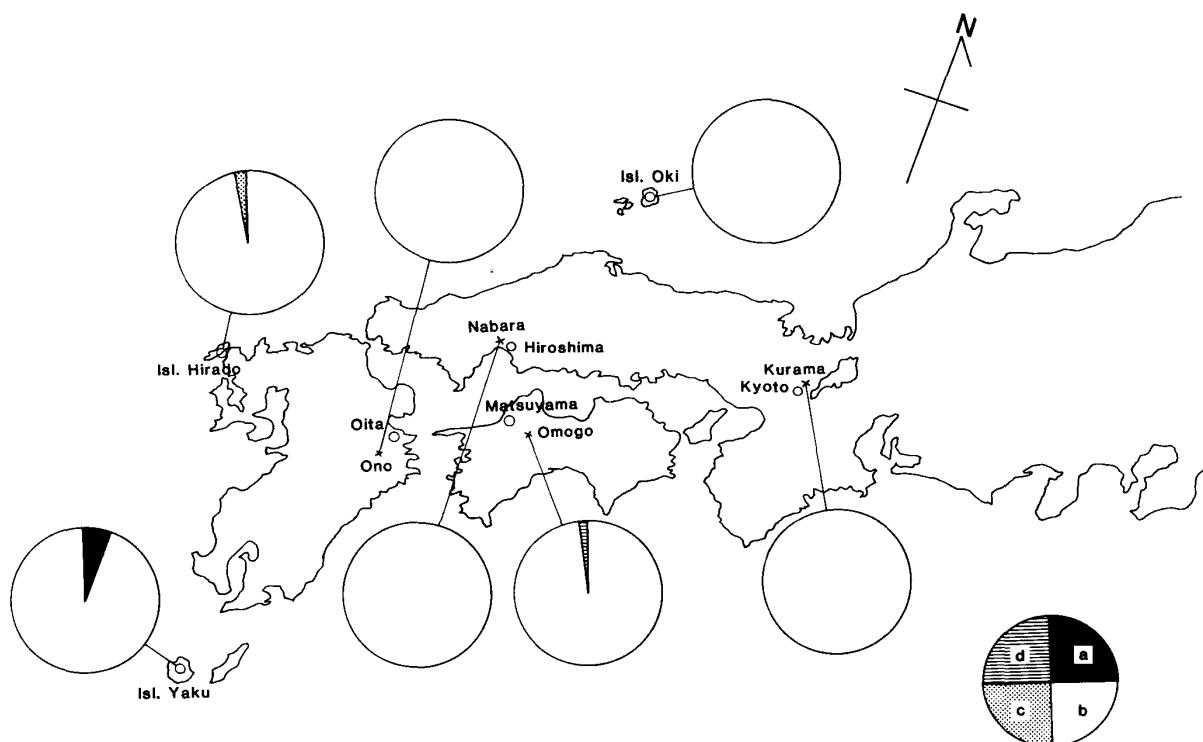 N
Isl. Oki
Nabara
Hiroshima
Isl. Hirado
Kurama
Kyoto
Matsuyama
Oita
Omogo
Ono
Isl. Yaku
d
a
c
b